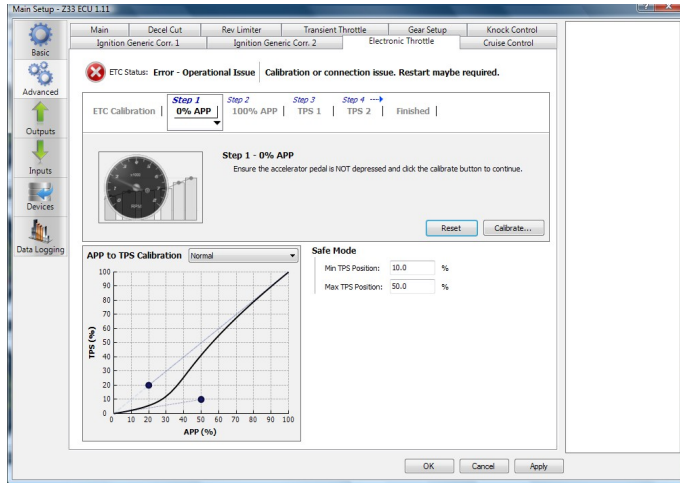 Main Setup - Z33 ECU 1.11
Main
Decel Cut
Rev Limiter
Transient Throttle
Gear Setup
Knock Control
Ignition Generic Corr. 1
Ignition Generic Corr. 2
Electronic Throttle
Cruise Control
Basic
Advanced
Outputs
Inputs
Devices
Data Logging
ETC Status: Error - Operational Issue
Calibration or connection issue. Restart maybe required.
Step 1
Step 2
Step 3
Step 4
ETC Calibration
0% APP
100% APP
TPS 1
TPS 2
Finished
Step 1 - 0% APP
Ensure the accelerator pedal is NOT depressed and click the calibrate button to continue.
Reset
Calibrate...
APP to TPS Calibration
Normal
100
90
80
70
60
50
40
30
20
10
0
TPS (%)
0 10 20 30 40 50 60 70 80 90 100
APP (%)
Safe Mode
Min TPS Position: 10.0 %
Max TPS Position: 50.0 %
OK
Cancel
Apply